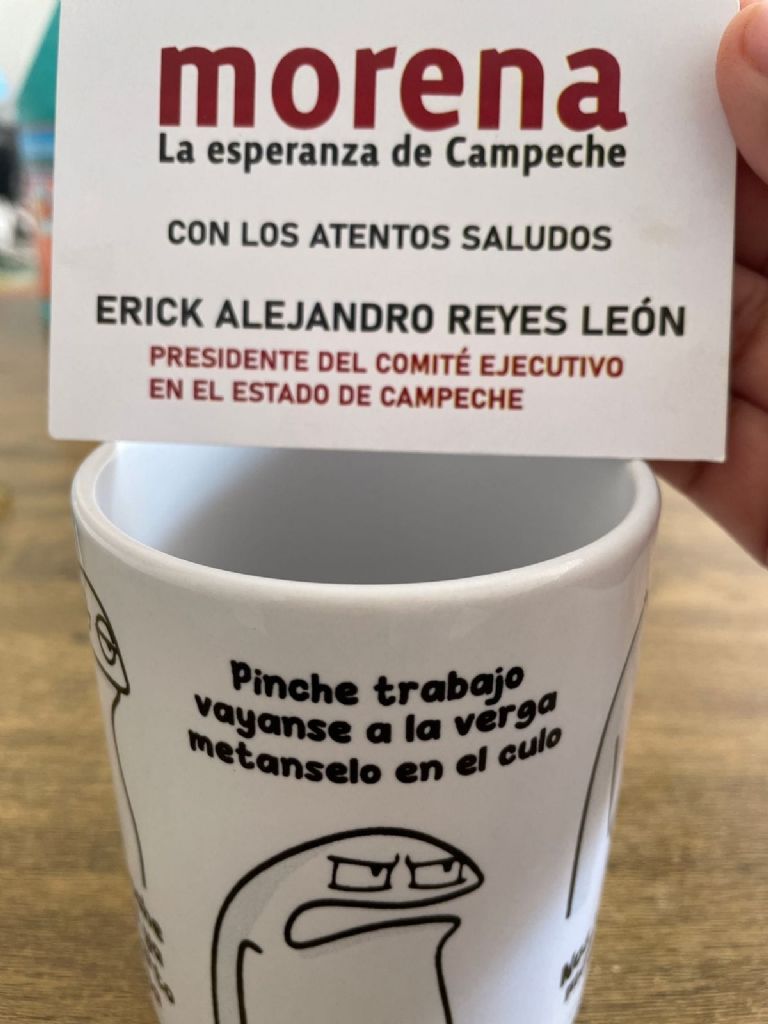 morena
La esperanza de Campeche
CON LOS ATENTOS SALUDOS
ERICK ALEJANDRO REYES LEÓN
PRESIDENTE DEL COMITÉ EJECUTIVO
EN EL ESTADO DE CAMPECHE
Pinche trabajo
vayanse a la verga
metanselo en el culo